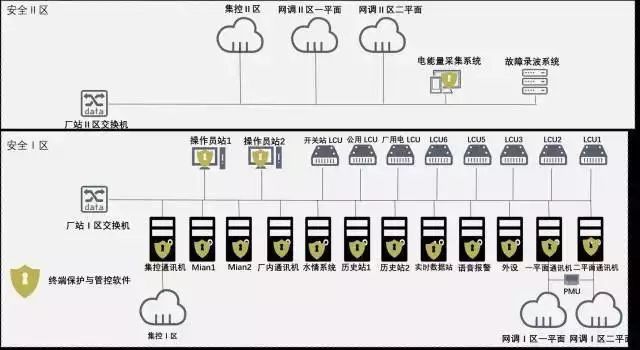 安全II区
集控II区
网调II区一平面
网调II区二平面
电能量采集系统
故障录波系统
data
厂站II区交换机
安全I区
操作员站1
操作员站2
开关站 LCU
公用 LCU
厂用电 LCU
LCU6
LCU5
LCU3
LCU2
LCU1
data
厂站I区交换机
集控通讯机
Mian1
Mian2
厂内通讯机
水情系统
历史站1
历史站2
实时数据站
语音报警
外设
一平面通讯机
二平面通讯机
终端保护与管控软件
PMU
集控I区
网调I区一平面
网调I区二平面